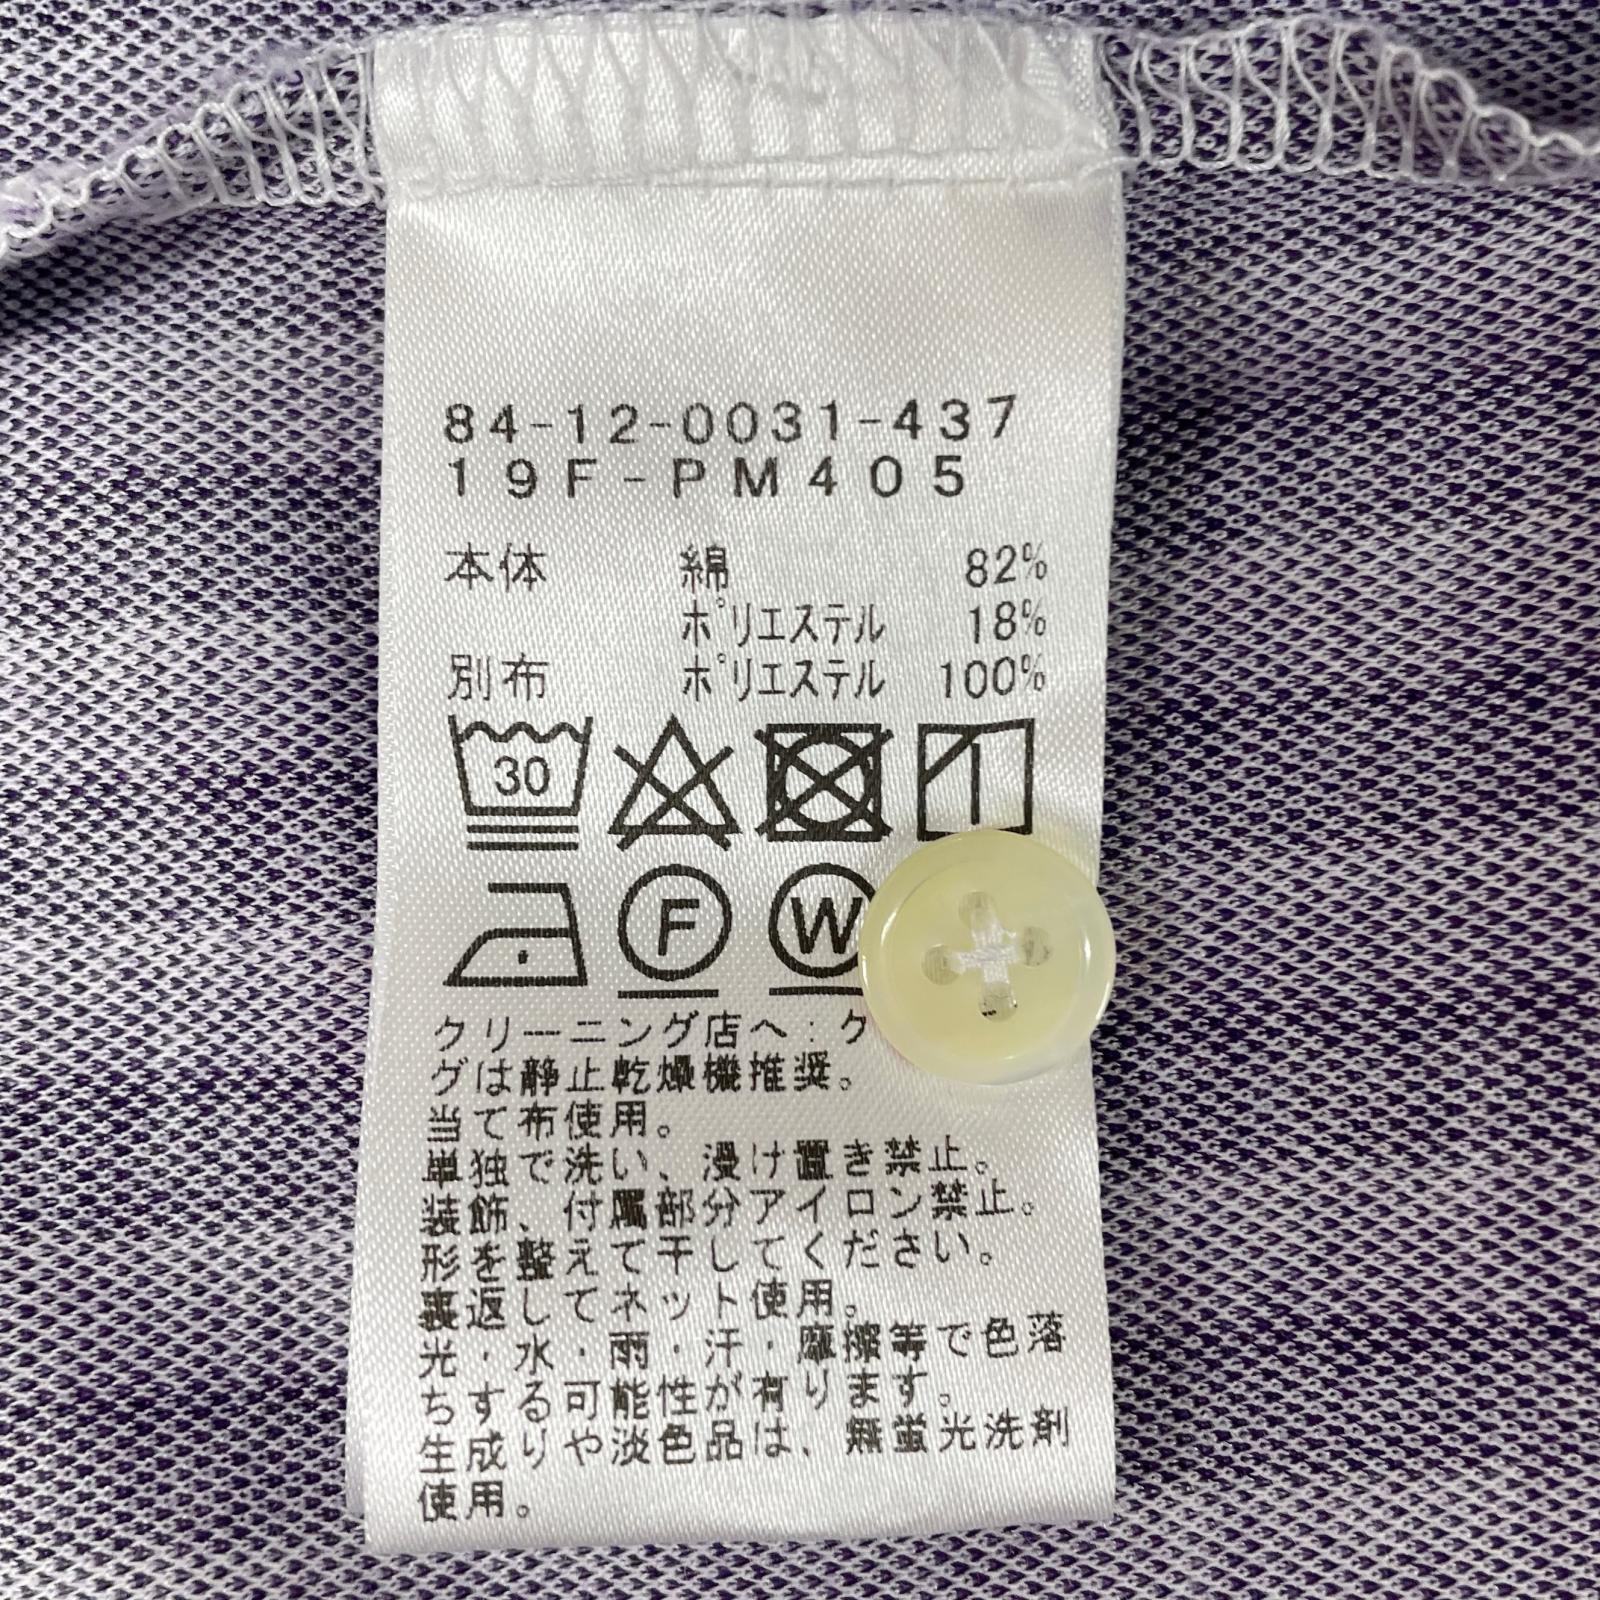 84-12-0031-437
19F-PM405
本体 綿 82%
ポリエステル 18%
別布 ポリエステル 100%
30
F W
クリーニング店へ:ク
グは静止乾燥機推奨。
当て布使用。
単独で洗い、浸け置き禁止。
装飾、付属部分アイロン禁止。
形を整えて干してください。
裏返してネット使用。
光・水・雨・汗・摩擦等で色落
ちする可能性が有ります。
生成りや淡色品は、無蛍光洗剤
使用。